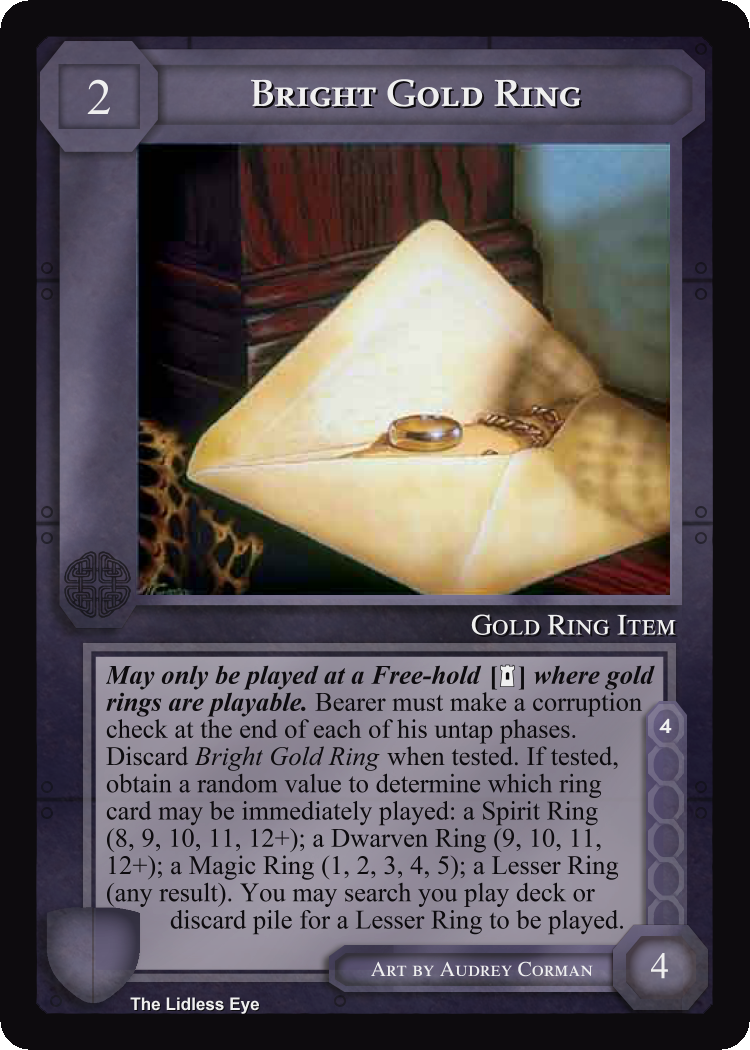 2
Bright Gold Ring
Gold Ring Item
May only be played at a Free-hold [ ] where gold
rings are playable. Bearer must make a corruption
check at the end of each of his untap phases.
Discard Bright Gold Ring when tested. If tested,
obtain a random value to determine which ring
card may be immediately played: a Spirit Ring
(8, 9, 10, 11, 12+); a Dwarven Ring (9, 10, 11,
12+); a Magic Ring (1, 2, 3, 4, 5); a Lesser Ring
(any result). You may search you play deck or
discard pile for a Lesser Ring to be played.
4
Art by Audrey Corman
4
The Lidless Eye